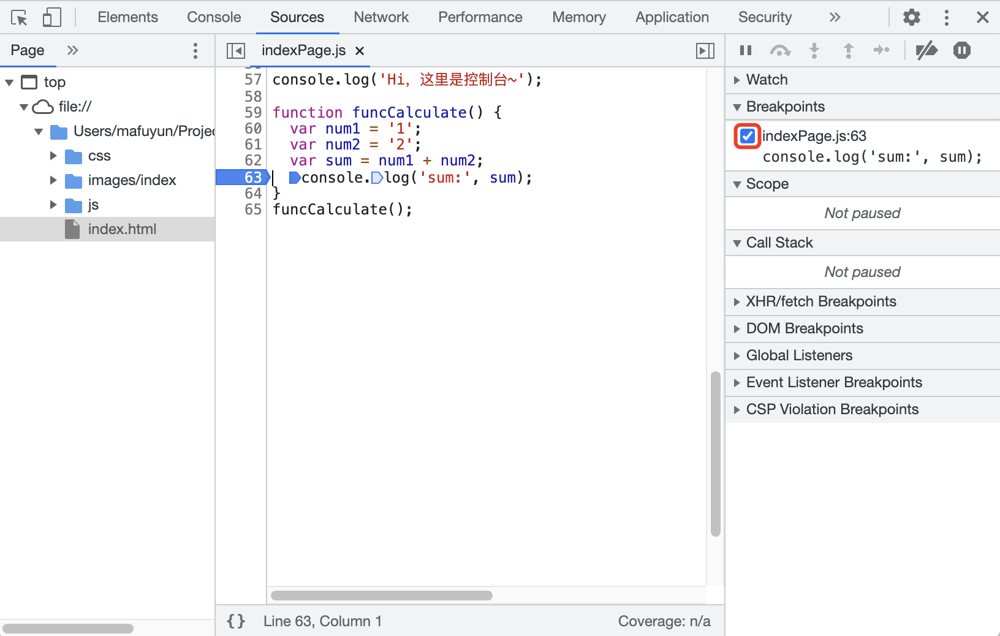 Elements Console Sources Network Performance Memory Application Security »
Page »
top
file://
Users/mafuyun/Projec
css
images/index
js
index.html
indexPage.js ×
57 console.log('Hi, 这里是控制台~');
58
59 function funcCalculate() {
60 var num1 = '1';
61 var num2 = '2';
62 var sum = num1 + num2;
63 console.log('sum:', sum);
64 }
65 funcCalculate();
{} Line 63, Column 1 Coverage: n/a
Watch
Breakpoints
indexPage.js:63
console.log('sum:', sum);
Scope
Not paused
Call Stack
Not paused
XHR/fetch Breakpoints
DOM Breakpoints
Global Listeners
Event Listener Breakpoints
CSP Violation Breakpoints